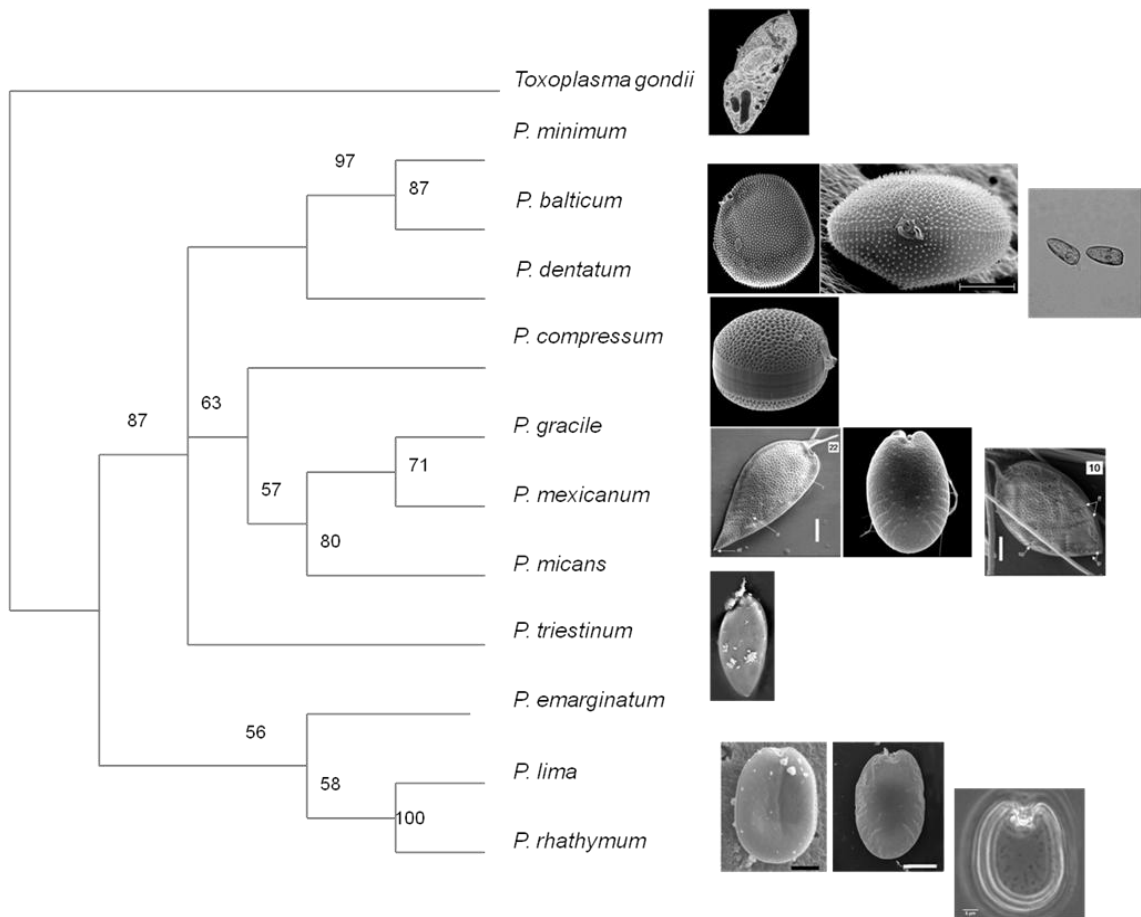 Toxoplasma gondii
P. minimum
97
87
P. balticum
P. dentatum
P. compressum
63
87
P. gracile
71
57
22
10
P. mexicanum
80
P. micans
P. triestinum
P. emarginatum
56
P. lima
58
100
P. rhathymum